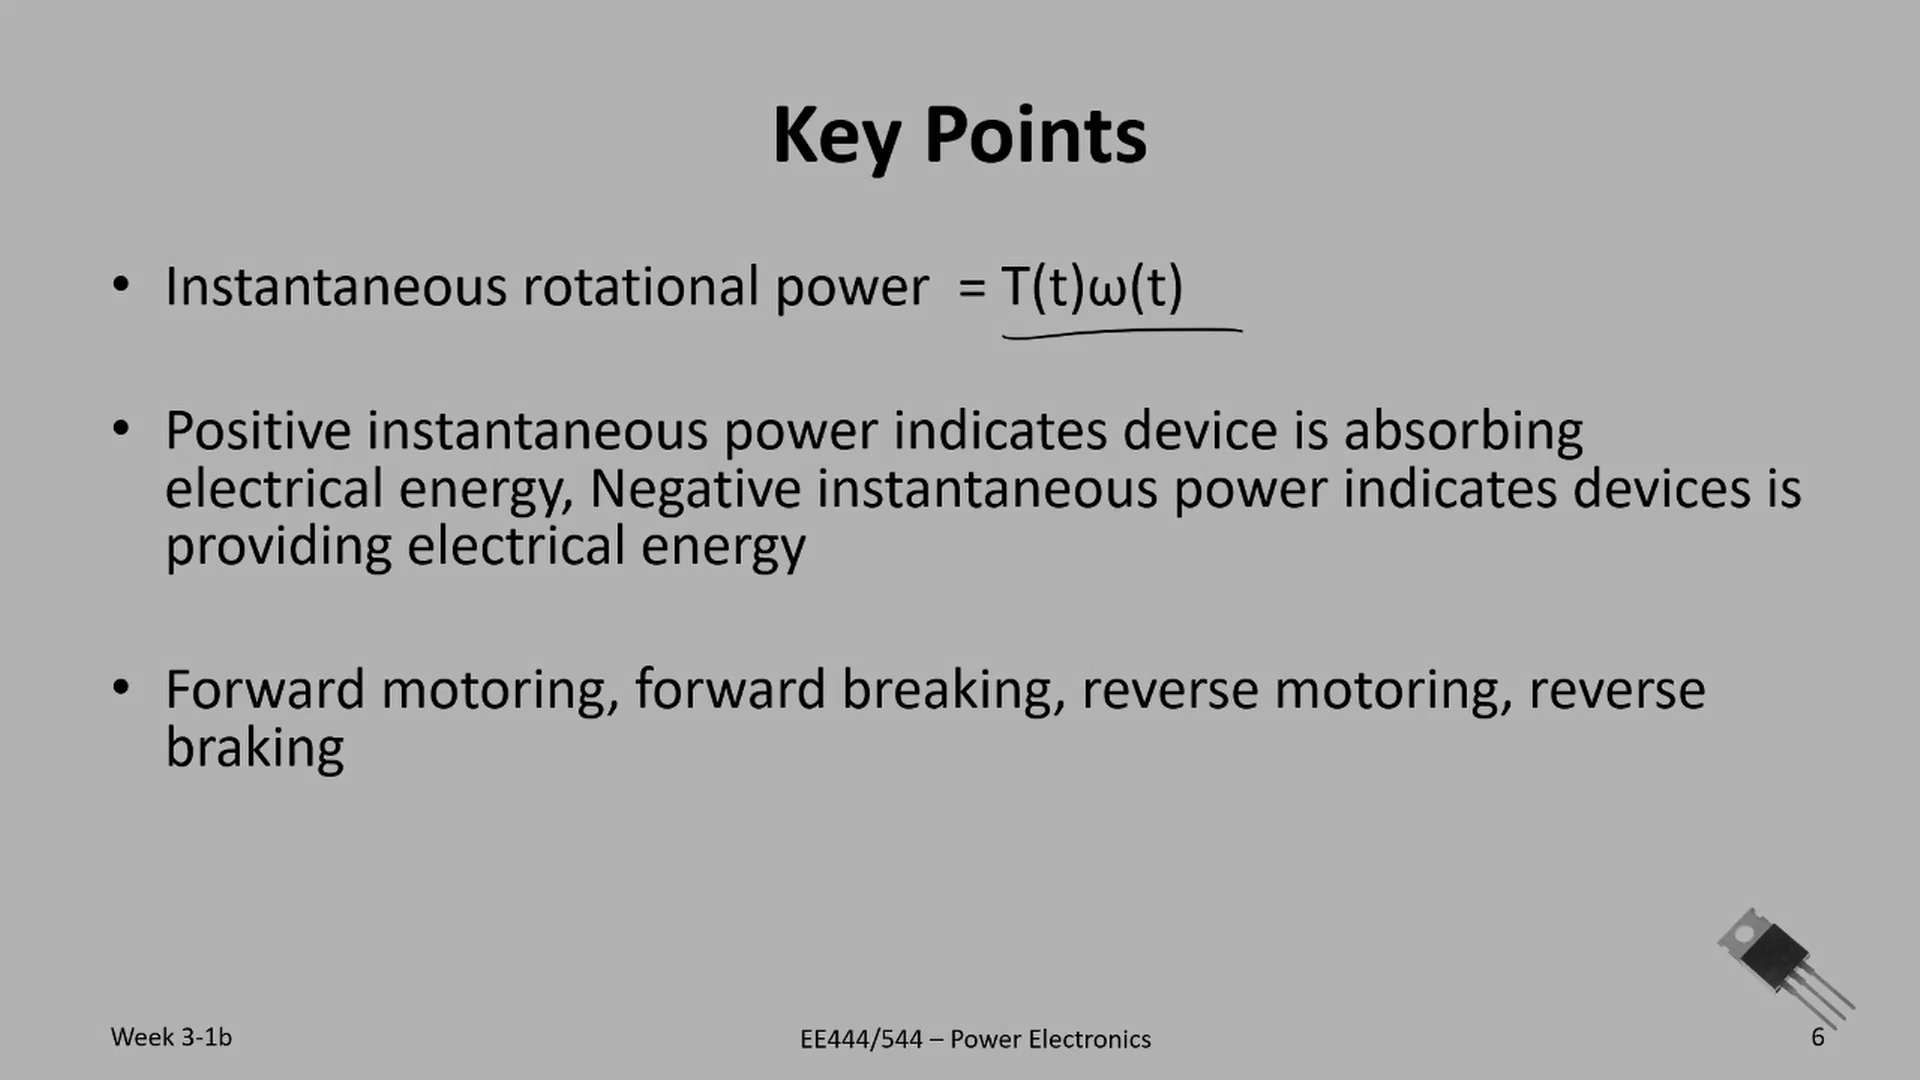 Key Points
• Instantaneous rotational power = T(t)ω(t)
• Positive instantaneous power indicates device is absorbing
electrical energy, Negative instantaneous power indicates devices is
providing electrical energy
• Forward motoring, forward breaking, reverse motoring, reverse
braking
Week 3-1b
EE444/544 – Power Electronics
6